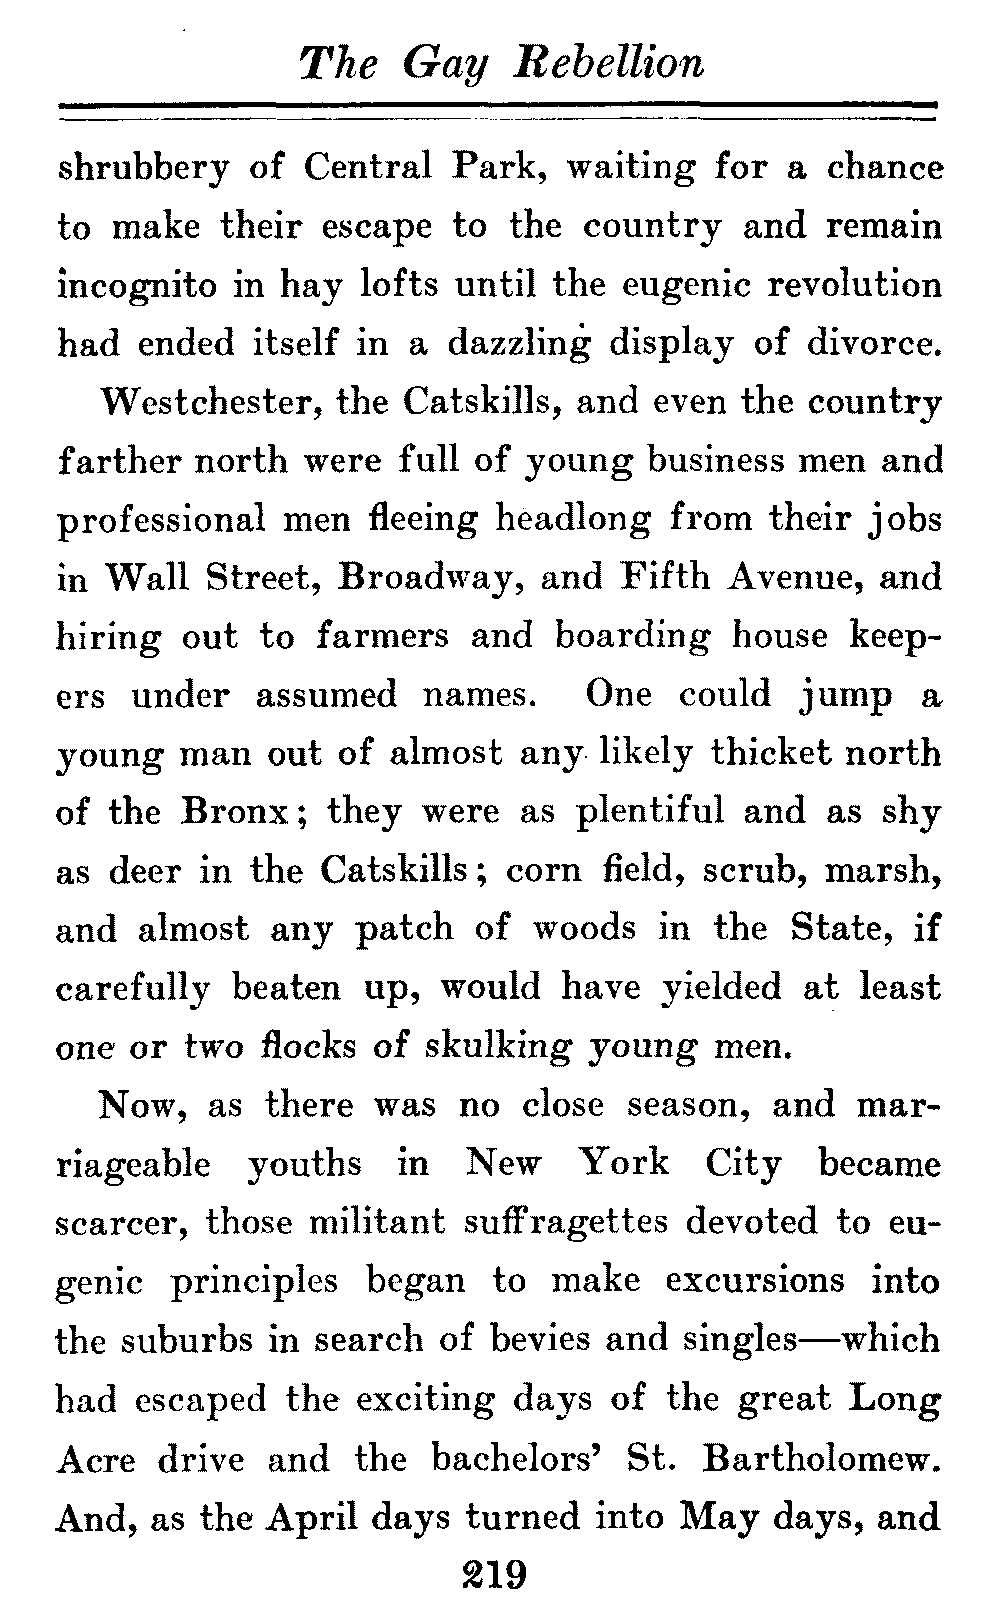 The Gay Rebellion
shrubbery of Central Park, waiting for a chance
to make their escape to the country and remain
incognito in hay lofts until the eugenic revolution
had ended itself in a dazzling display of divorce.
Westchester, the Catskills, and even the country
farther north were full of young business men and
professional men fleeing headlong from their jobs
in Wall Street, Broadway, and Fifth Avenue, and
hiring out to farmers and boarding house keep-
ers under assumed names. One could jump a
young man out of almost any likely thicket north
of the Bronx; they were as plentiful and as shy
as deer in the Catskills; corn field, scrub, marsh,
and almost any patch of woods in the State, if
carefully beaten up, would have yielded at least
one or two flocks of skulking young men.
Now, as there was no close season, and mar-
riageable youths in New York City became
scarcer, those militant suffragettes devoted to eu-
genic principles began to make excursions into
the suburbs in search of bevies and singles—which
had escaped the exciting days of the great Long
Acre drive and the bachelors' St. Bartholomew.
And, as the April days turned into May days, and
219